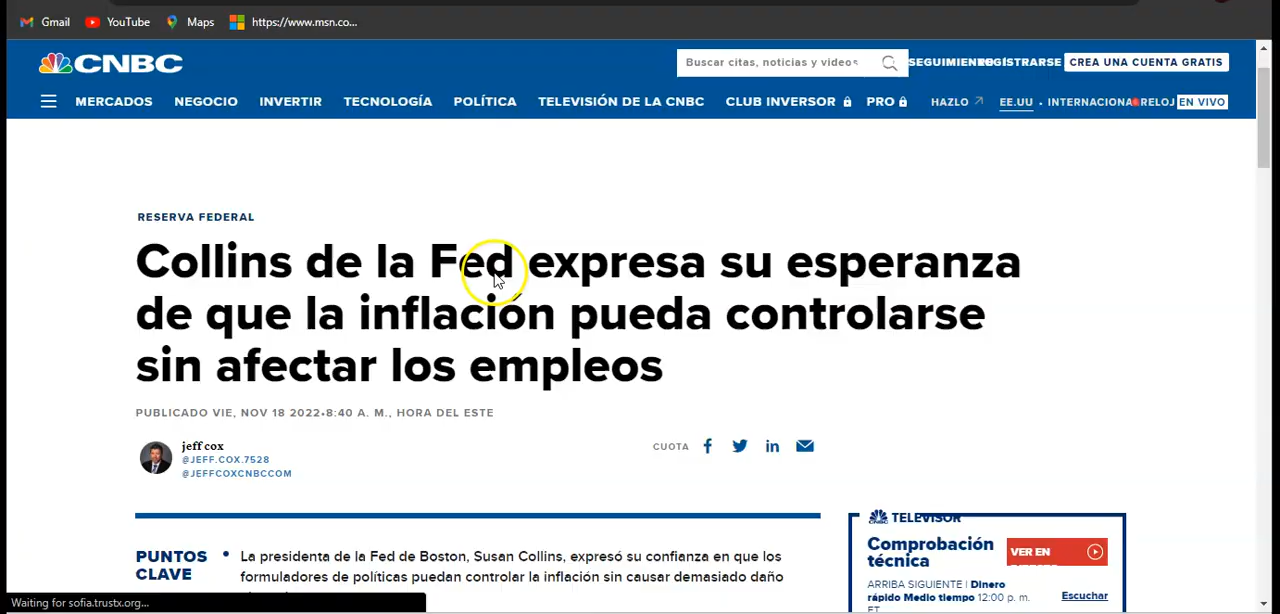 Gmail YouTube Maps https://www.msn.co...
CNBC Buscar citas, noticias y videos REGISTRARSE CREA UNA CUENTA GRATIS
MERCADOS NEGOCIO INVERTIR TECNOLOGÍA POLÍTICA TELEVISIÓN DE LA CNBC CLUB INVERSOR PRO HAZLO EE.UU • INTERNACIONA RELOJ EN VIVO
RESERVA FEDERAL
Collins de la Fed expresa su esperanza
de que la inflación pueda controlarse
sin afectar los empleos
PUBLICADO VIE, NOV 18 2022•8:40 A. M., HORA DEL ESTE
jeff cox
@JEFF.COX.7528
@JEFFCOXCNBCCOM
CUOTA
PUNTOS
CLAVE
• La presidenta de la Fed de Boston, Susan Collins, expresó su confianza en que los
formuladores de políticas puedan controlar la inflación sin causar demasiado daño
CNBC TELEVISOR
Comprobación
técnica
VER EN
ARRIBA SIGUIENTE | Dinero
rápido Medio tiempo 12:00 p. m.
ET
Escuchar
Waiting for sofia.trustx.org...